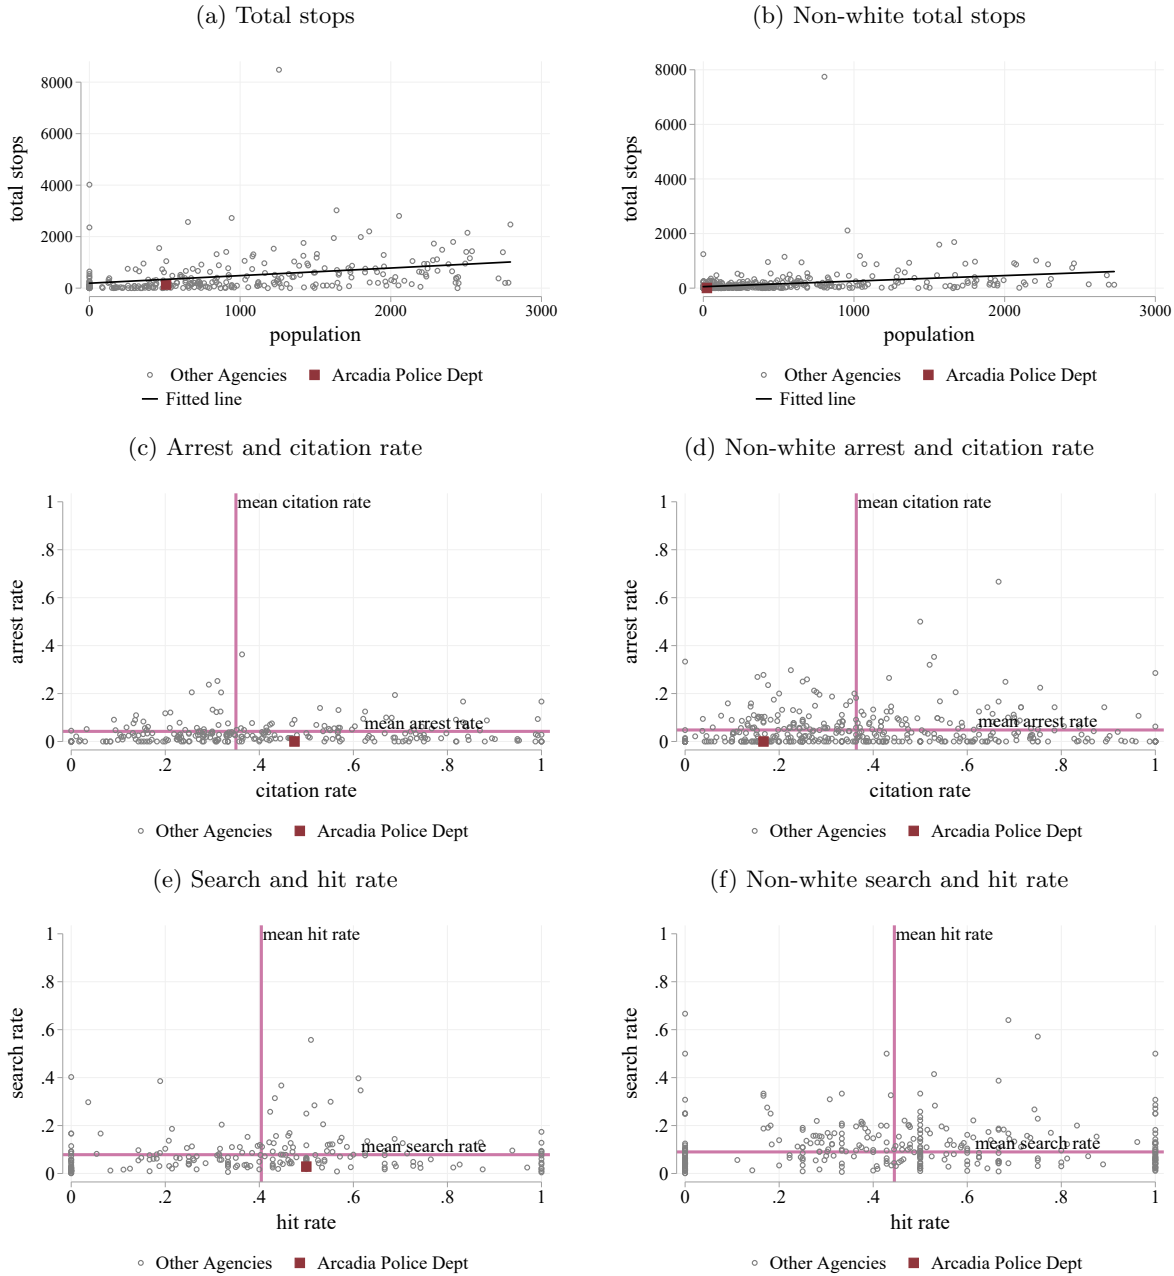 (a) Total stops
(b) Non-white total stops
total stops
8000
6000
4000
2000
0
0
1000
2000
3000
population
Other Agencies
Arcadia Police Dept
Fitted line
total stops
8000
6000
4000
2000
0
0
1000
2000
3000
population
Other Agencies
Arcadia Police Dept
Fitted line
(c) Arrest and citation rate
(d) Non-white arrest and citation rate
arrest rate
1
.8
.6
.4
.2
0
mean citation rate
mean arrest rate
0
.2
.4
.6
.8
1
citation rate
Other Agencies
Arcadia Police Dept
arrest rate
1
.8
.6
.4
.2
0
mean citation rate
mean arrest rate
0
.2
.4
.6
.8
1
citation rate
Other Agencies
Arcadia Police Dept
(e) Search and hit rate
(f) Non-white search and hit rate
search rate
1
.8
.6
.4
.2
0
mean hit rate
mean search rate
0
.2
.4
.6
.8
1
hit rate
Other Agencies
Arcadia Police Dept
search rate
1
.8
.6
.4
.2
0
mean hit rate
mean search rate
0
.2
.4
.6
.8
1
hit rate
Other Agencies
Arcadia Police Dept